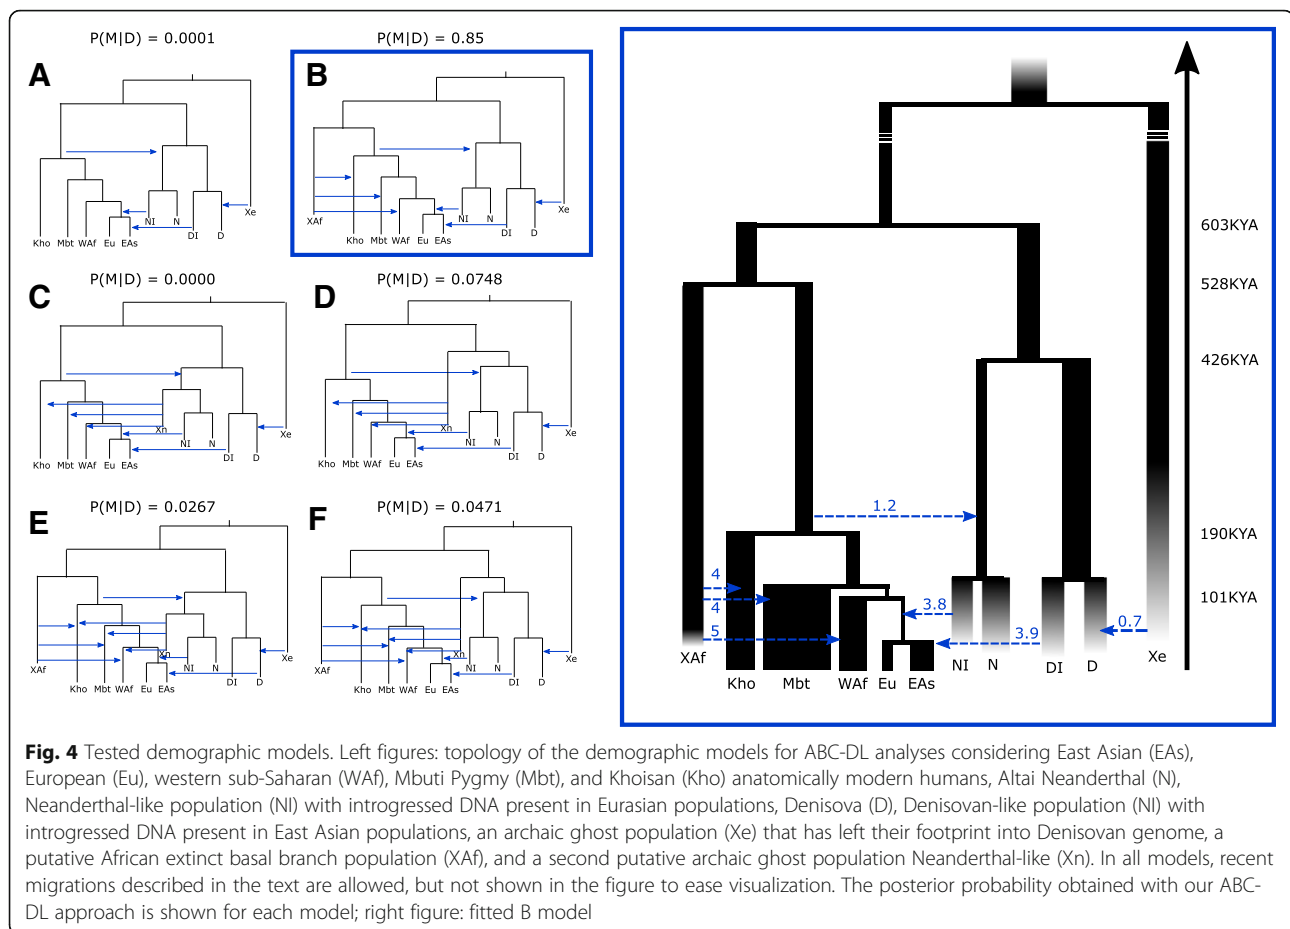 P(M|D) = 0.0001
A
Kho Mbt WAf Eu EAs NI N DI D Xe
P(M|D) = 0.85
B
XAf Kho Mbt WAf Eu EAs NI N DI D Xe
P(M|D) = 0.0000
C
Kho Mbt WAf Eu EAs Xn NI N DI D Xe
P(M|D) = 0.0748
D
Kho Mbt WAf Eu EAs Xn NI N DI D Xe
P(M|D) = 0.0267
E
XAf Kho Mbt WAf Eu EAs Xn NI N DI D Xe
P(M|D) = 0.0471
F
XAf Kho Mbt WAf Eu EAs Xn NI N DI D Xe
603KYA
528KYA
426KYA
1.2
190KYA
4
4
3.8
101KYA
5
3.9
0.7
XAf Kho Mbt WAf Eu EAs NI N DI D Xe
Fig. 4 Tested demographic models. Left figures: topology of the demographic models for ABC-DL analyses considering East Asian (EAs),
European (Eu), western sub-Saharan (WAf), Mbuti Pygmy (Mbt), and Khoisan (Kho) anatomically modern humans, Altai Neanderthal (N),
Neanderthal-like population (NI) with introgressed DNA present in Eurasian populations, Denisova (D), Denisovan-like population (NI) with
introgressed DNA present in East Asian populations, an archaic ghost population (Xe) that has left their footprint into Denisovan genome, a
putative African extinct basal branch population (XAf), and a second putative archaic ghost population Neanderthal-like (Xn). In all models, recent
migrations described in the text are allowed, but not shown in the figure to ease visualization. The posterior probability obtained with our ABC-
DL approach is shown for each model; right figure: fitted B model